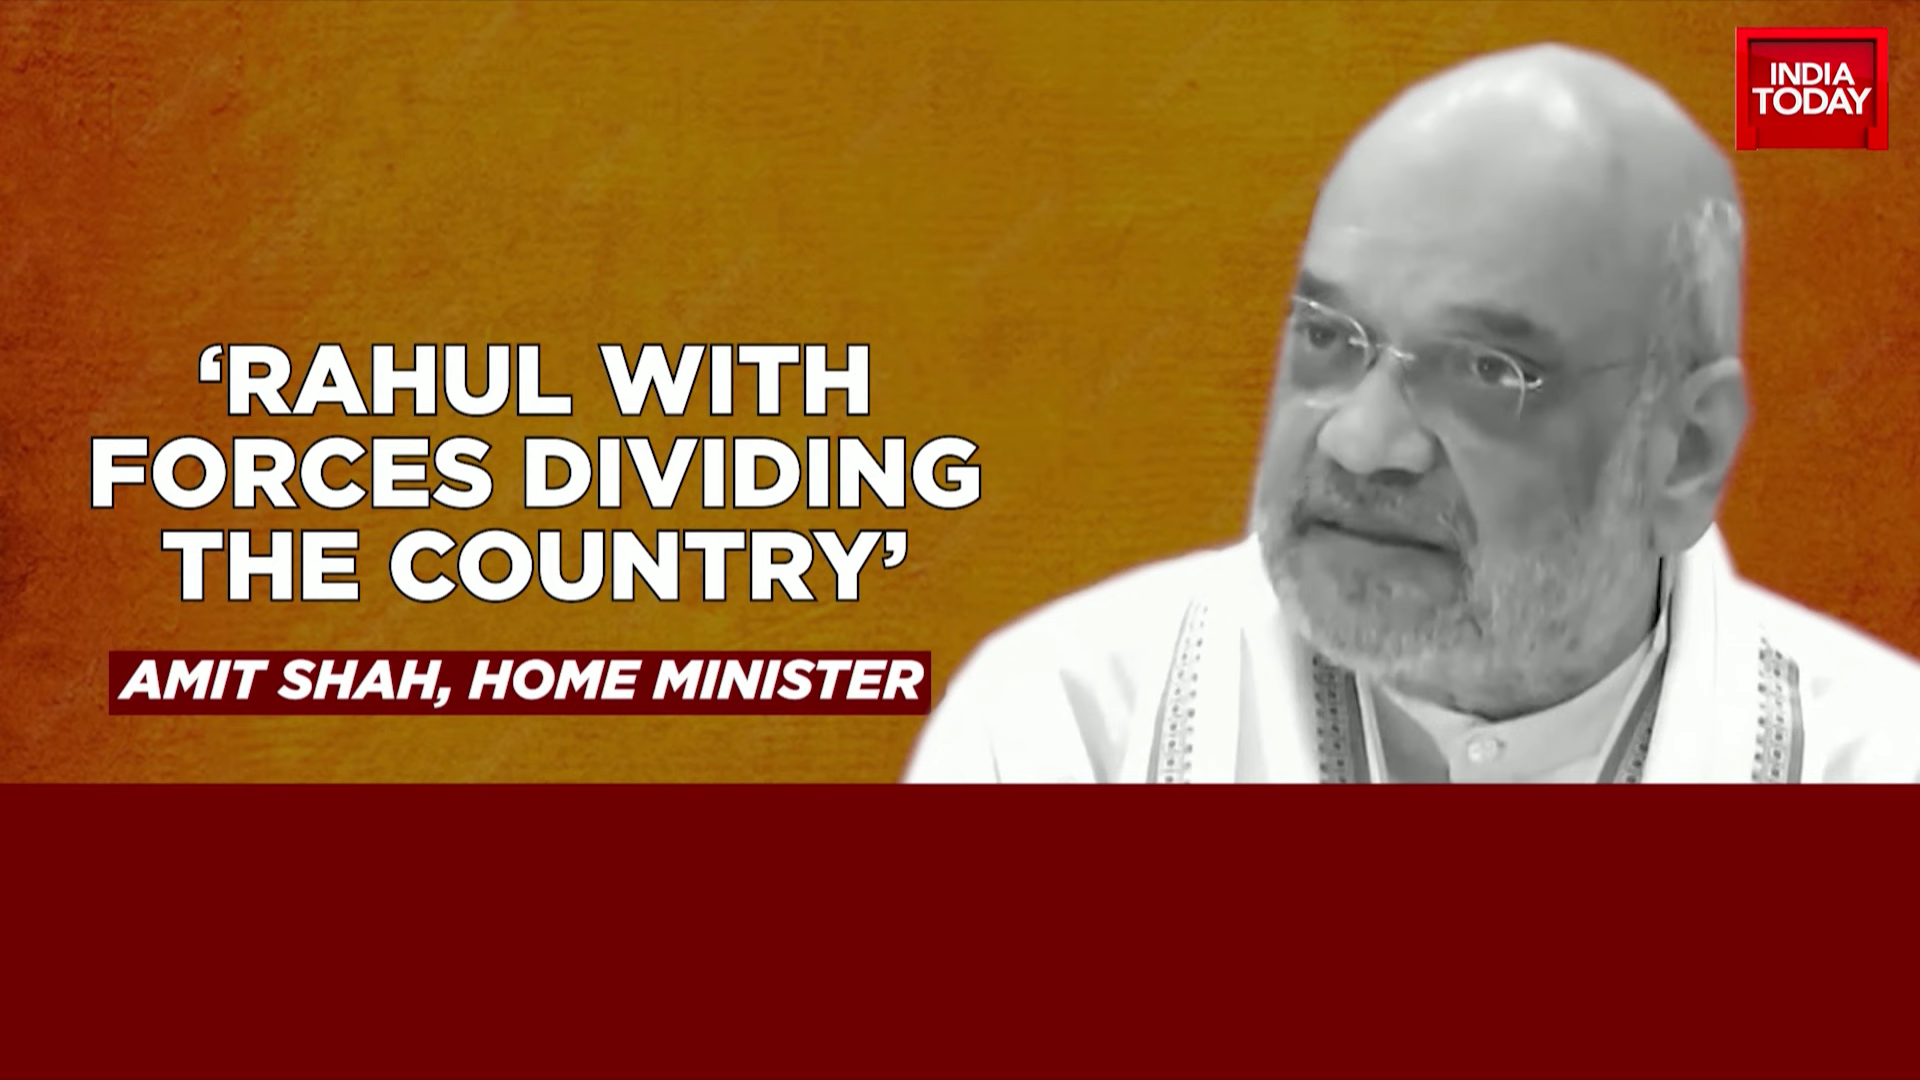 INDIA
TODAY
‘RAHUL WITH
FORCES DIVIDING
THE COUNTRY’
AMIT SHAH, HOME MINISTER